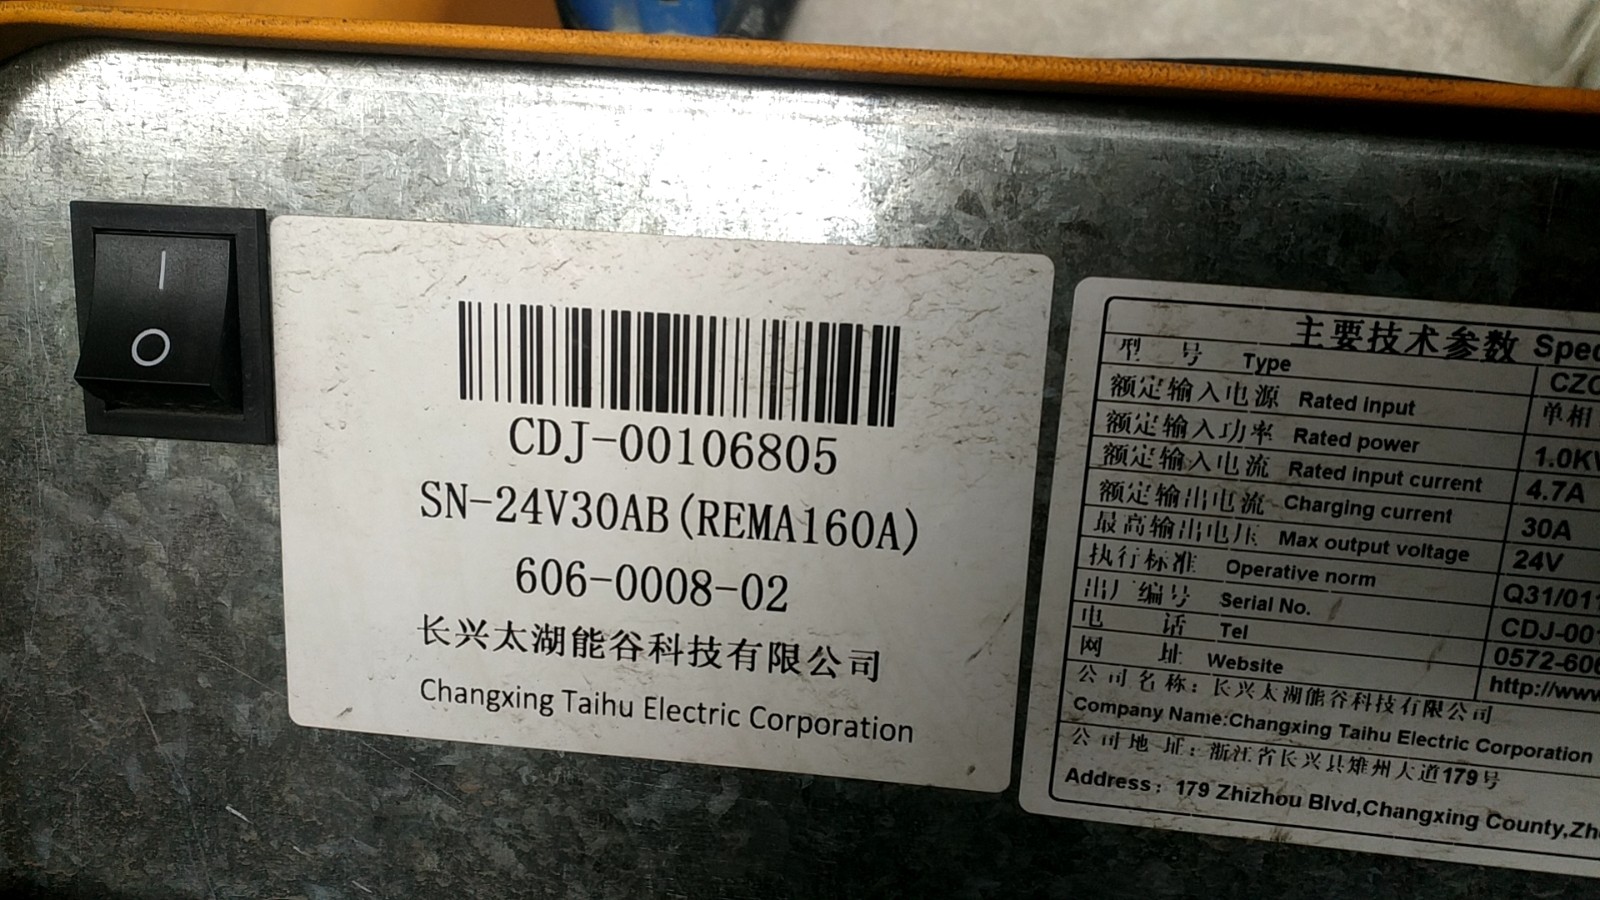 CDJ-00106805
SN-24V30AB(REMA160A)
606-0008-02
长兴太湖能谷科技有限公司
Changxing Taihu Electric Corporation
主要技术参数 Spec
型 号 Type CZC
额定输入电源 Rated input 单相
额定输入功率 Rated power 1.0KV
额定输入电流 Rated input current 4.7A
额定输出电流 Charging current 30A
最高输出电压 Max output voltage 24V
执行标准 Operative norm Q31/011
出厂编号 Serial No. CDJ-001
电 话 Tel 0572-606
网 址 Website http://www
公司名称：长兴太湖能谷科技有限公司
Company Name:Changxing Taihu Electric Corporation
公司地址：浙江省长兴县雉州大道179号
Address：179 Zhizhou Blvd,Changxing County,Zhe